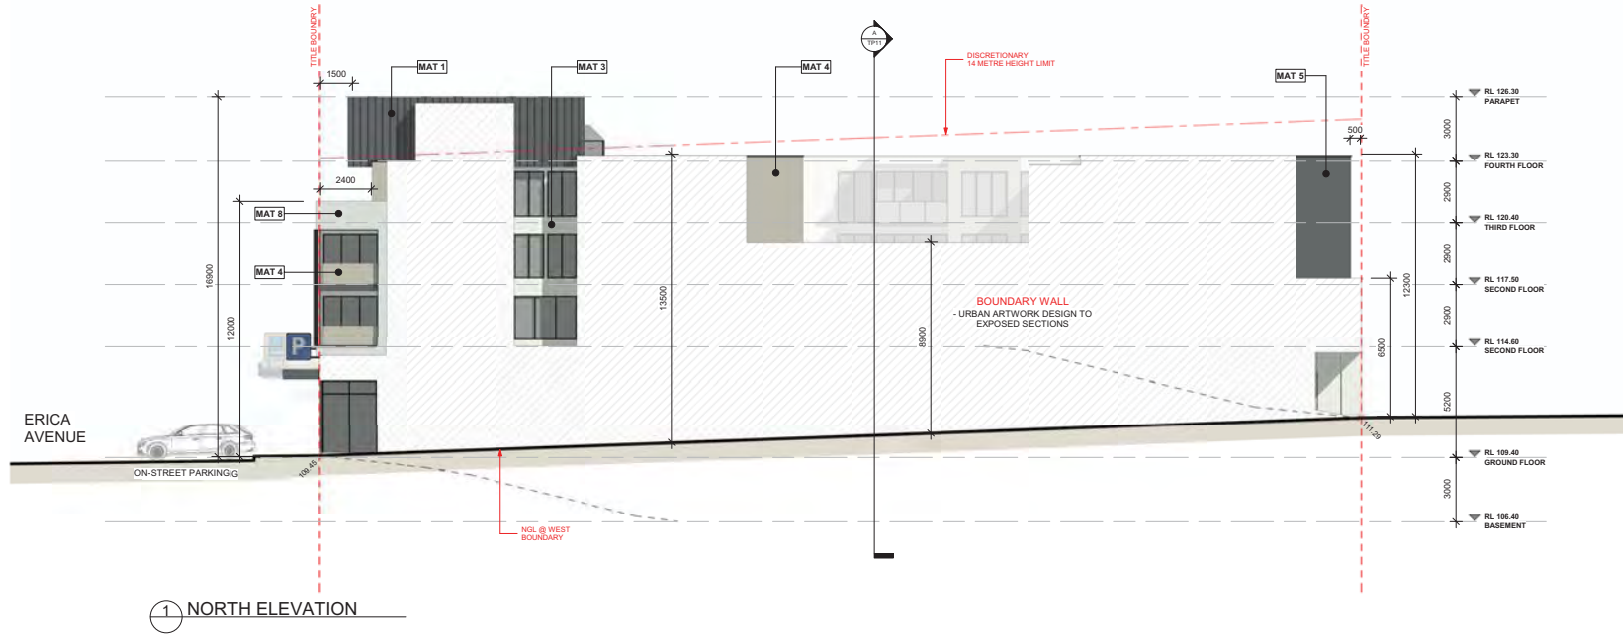 TITLE BOUNDRY
TITLE BOUNDRY
A
TP11
DISCRETIONARY
14 METRE HEIGHT LIMIT
MAT 1
MAT 3
MAT 4
MAT 5
1500
500
RL 126.30
PARAPET
3000
RL 123.30
FOURTH FLOOR
2400
2900
MAT 8
RL 120.40
THIRD FLOOR
MAT 4
16900
12000
13500
8900
12300
6500
2900
RL 117.50
SECOND FLOOR
BOUNDARY WALL
- URBAN ARTWORK DESIGN TO
EXPOSED SECTIONS
2900
P
RL 114.60
SECOND FLOOR
5200
ERICA
AVENUE
111.29
ON-STREET PARKING
G
109.45
RL 109.40
GROUND FLOOR
3000
RL 106.40
BASEMENT
NGL @ WEST
BOUNDARY
1 NORTH ELEVATION